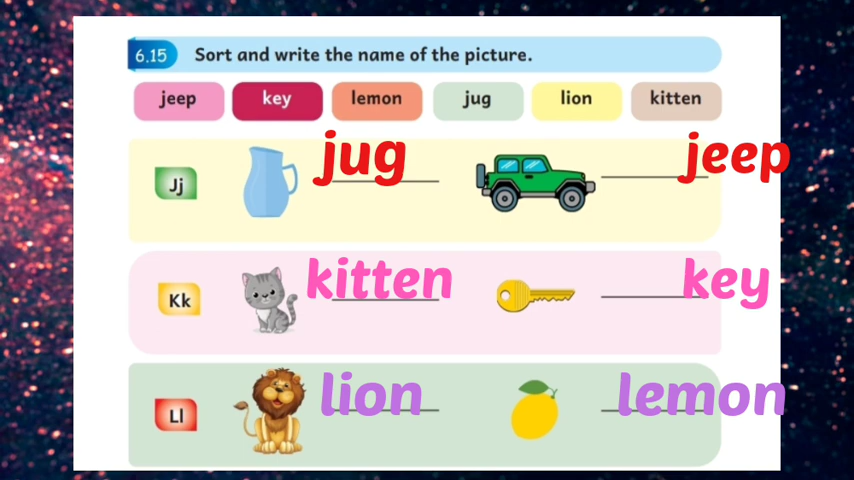 6.15 Sort and write the name of the picture.
jeep key lemon jug lion kitten
Jj jug jeep
Kk kitten key
Ll lion lemon